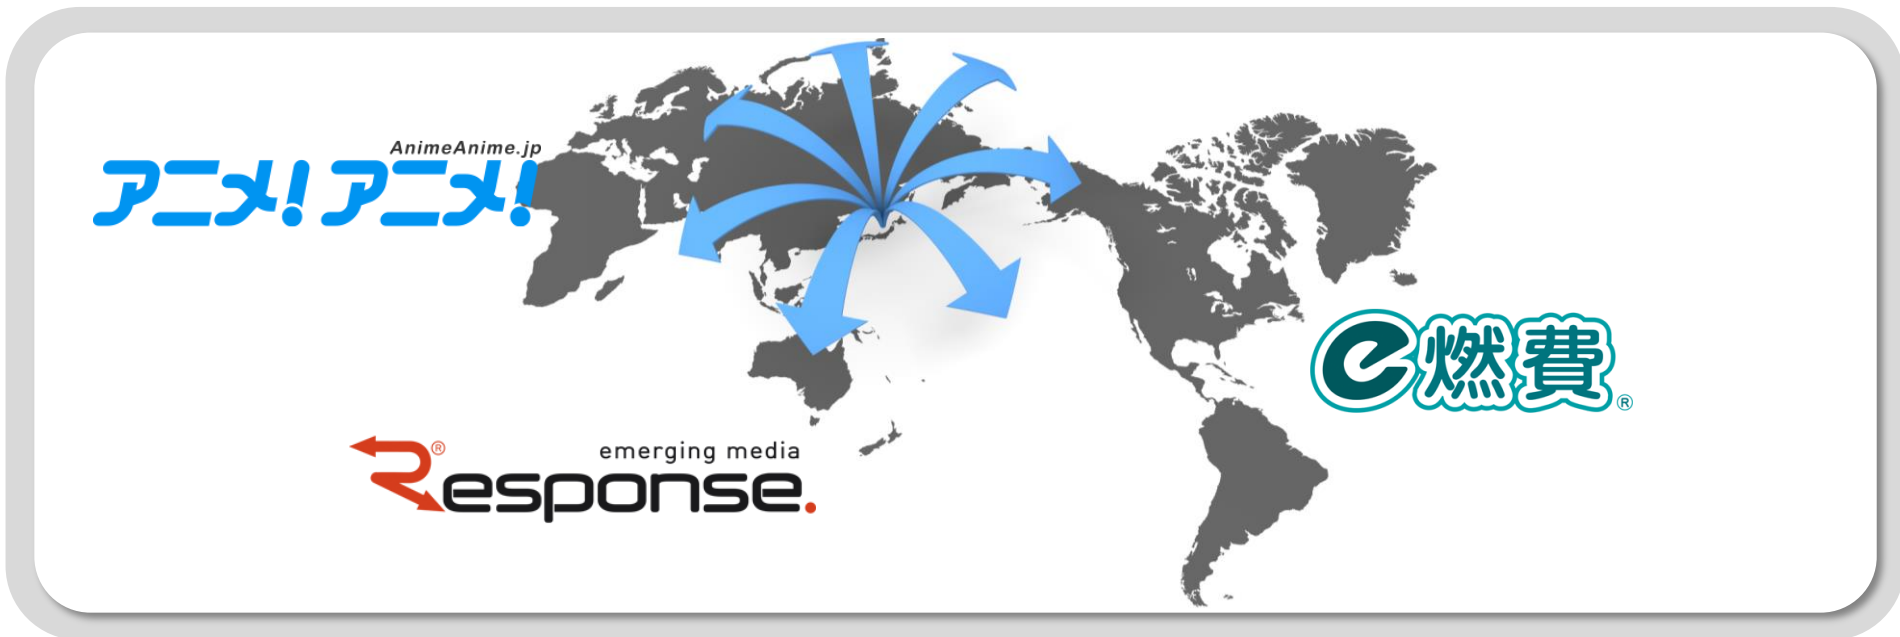 AnimeAnime.jp
アニメ!アニメ!
e燃費®
emerging media
Response.®